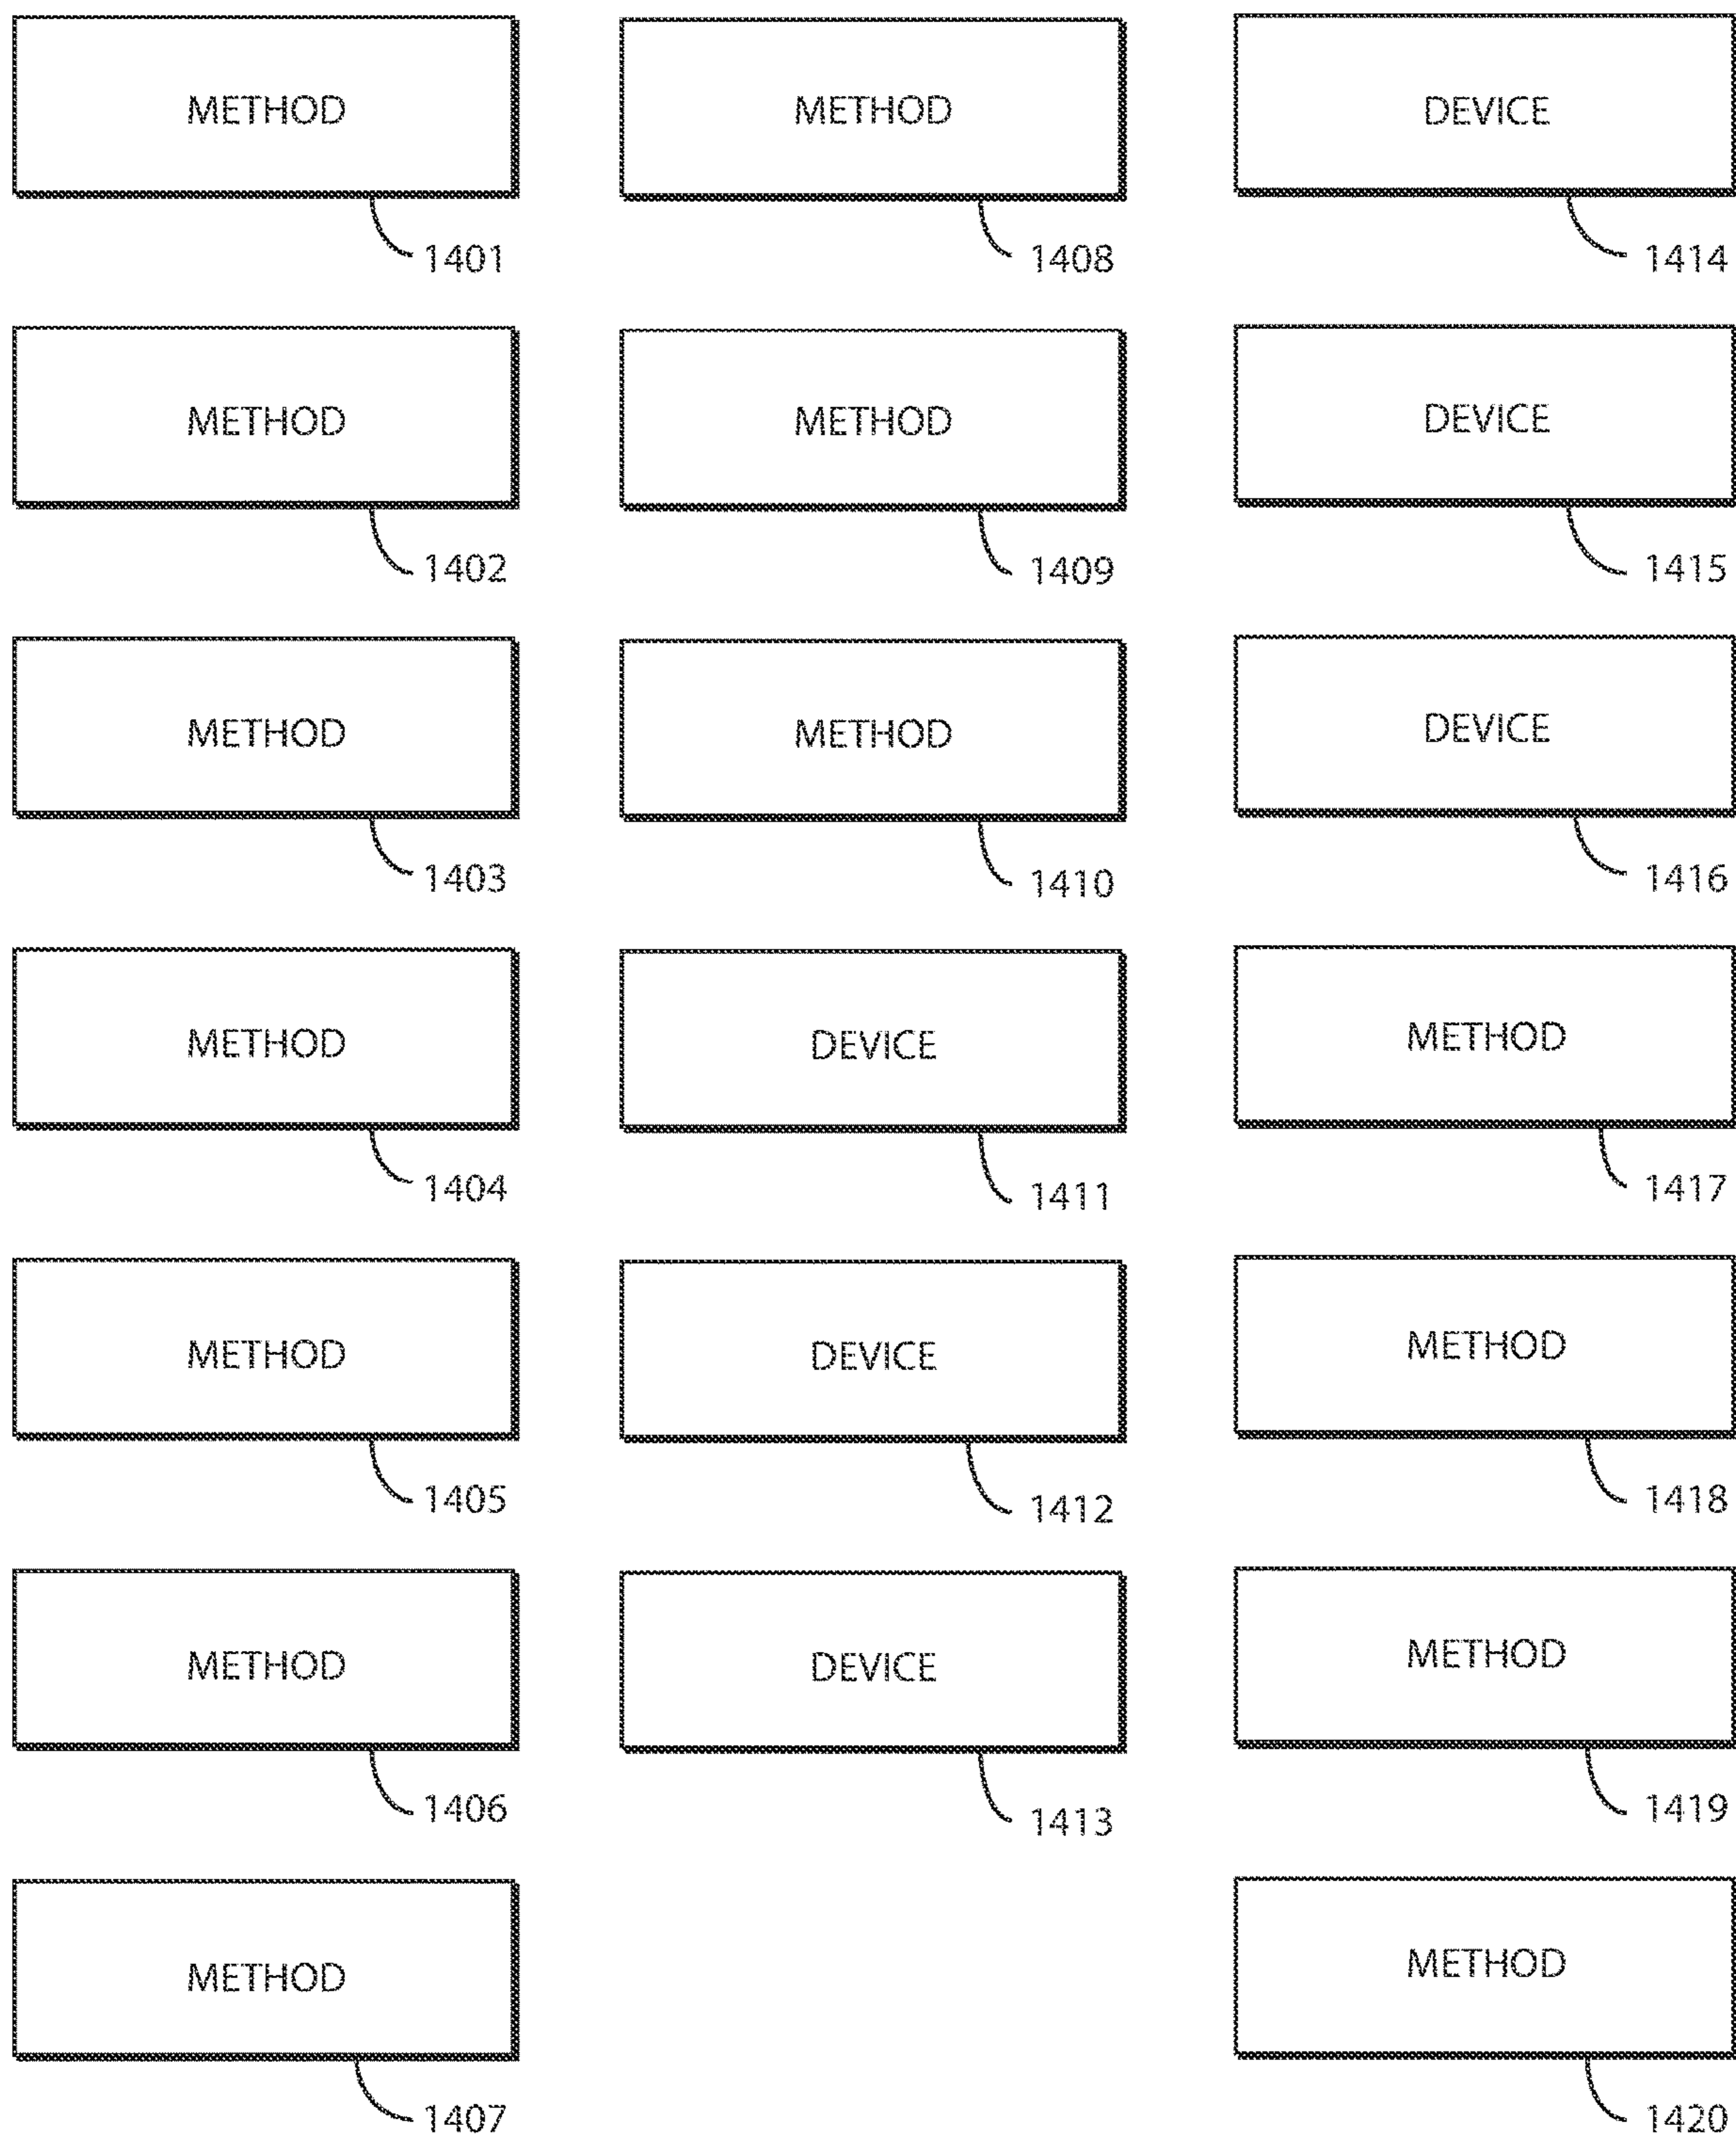 METHOD
1401
METHOD
1402
METHOD
1403
METHOD
1404
METHOD
1405
METHOD
1406
METHOD
1407
METHOD
1408
METHOD
1409
METHOD
1410
DEVICE
1411
DEVICE
1412
DEVICE
1413
DEVICE
1414
DEVICE
1415
DEVICE
1416
METHOD
1417
METHOD
1418
METHOD
1419
METHOD
1420